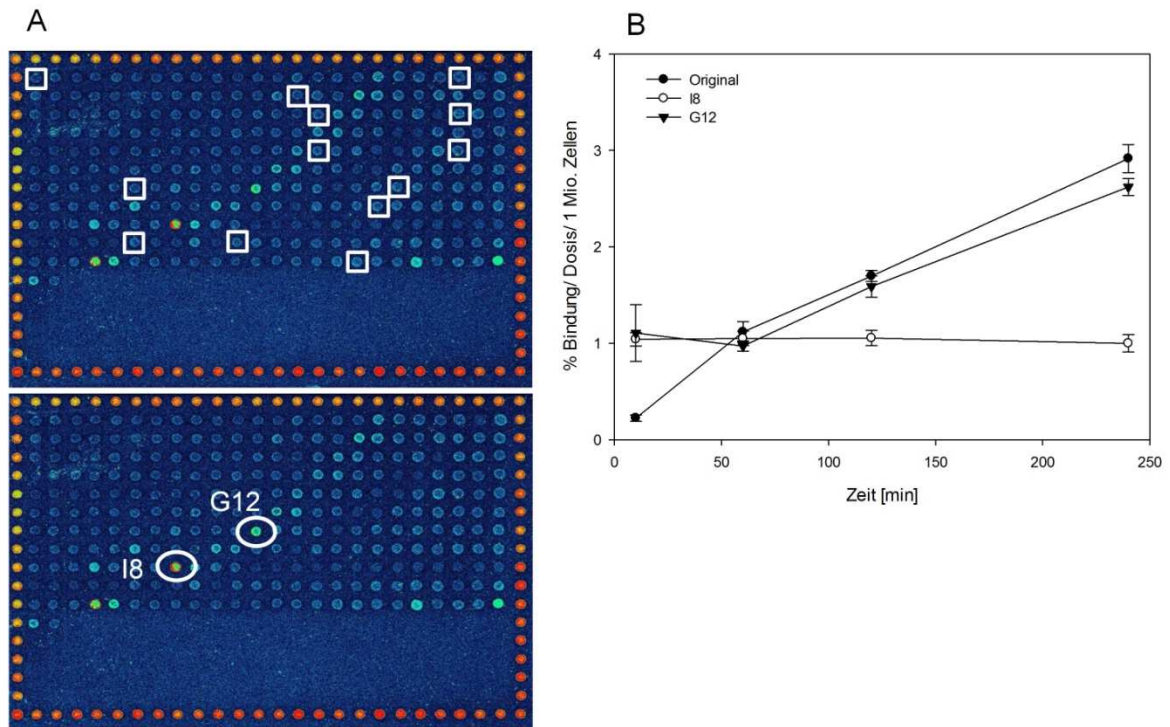 A
G12
I8
B
4
3
2
1
0
% Bindung/ Dosis/ 1 Mio. Zellen
Original
I8
G12
0
50
100
150
200
250
Zeit [min]